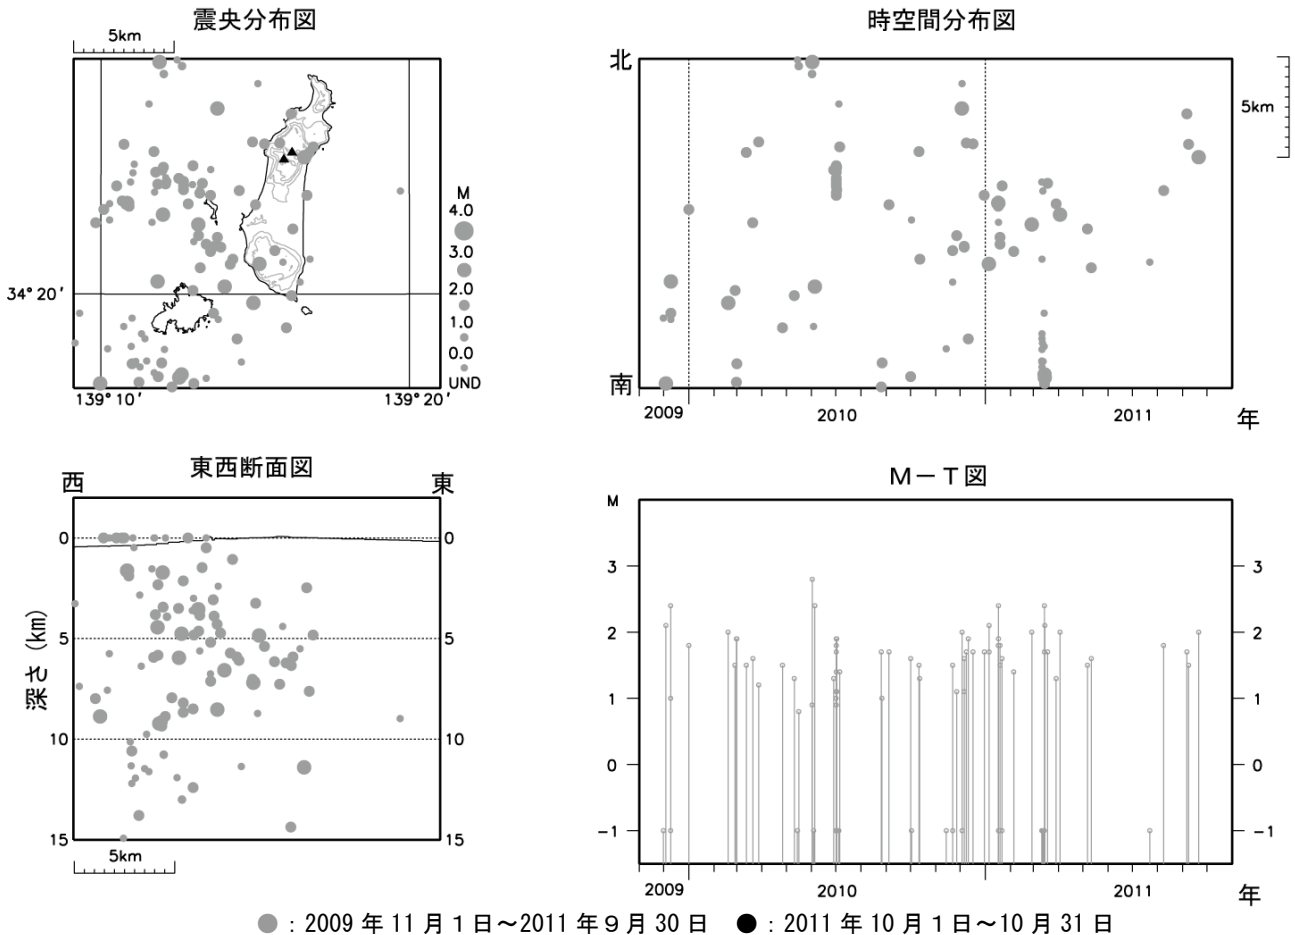 震央分布図
5km
M
4.0
3.0
2.0
1.0
0.0
UND
34° 20′
139° 10′
139° 20′
時空間分布図
北
南
5km
2009
2010
2011
年
東西断面図
西
東
0
0
5
5
10
10
15
15
深さ (km)
5km
M－T図
M
3
3
2
2
1
1
0
0
−1
−1
2009
2010
2011
年
●：2009 年 11 月 1 日～2011 年 9 月 30 日 ●：2011 年 10 月 1 日～10 月 31 日